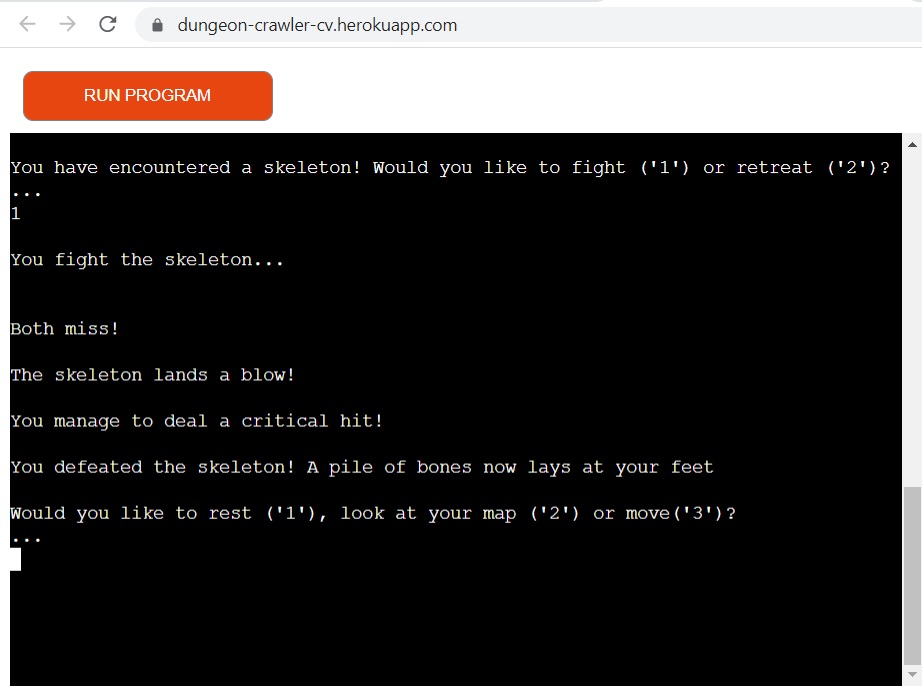 dungeon-crawler-cv.herokuapp.com
RUN PROGRAM
You have encountered a skeleton! Would you like to fight ('1') or retreat ('2')?
...
1
You fight the skeleton...
Both miss!
The skeleton lands a blow!
You manage to deal a critical hit!
You defeated the skeleton! A pile of bones now lays at your feet
Would you like to rest ('1'), look at your map ('2') or move('3')?
...